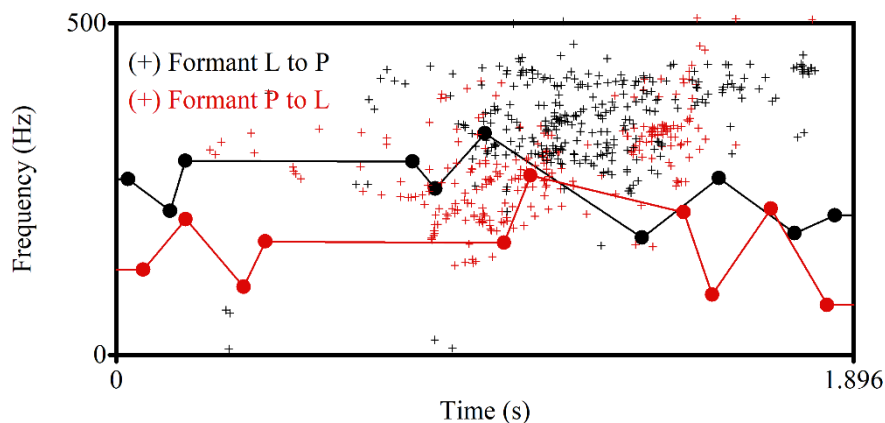 500
(+) Formant L to P
(+) Formant P to L
Frequency (Hz)
0
0
1.896
Time (s)